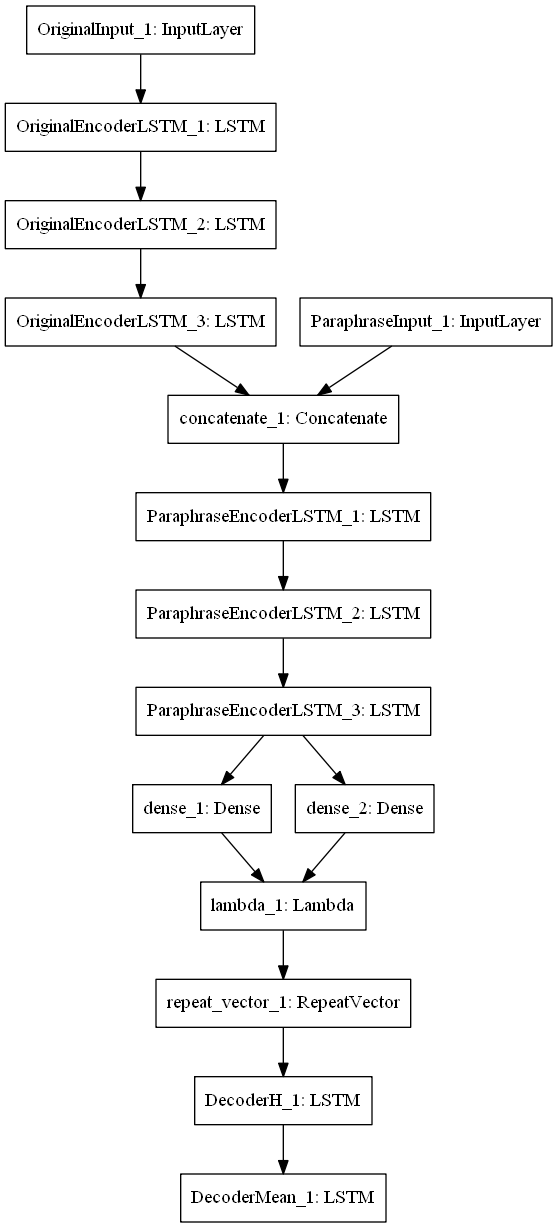 OriginalInput_1: InputLayer
OriginalEncoderLSTM_1: LSTM
OriginalEncoderLSTM_2: LSTM
OriginalEncoderLSTM_3: LSTM
ParaphraseInput_1: InputLayer
concatenate_1: Concatenate
ParaphraseEncoderLSTM_1: LSTM
ParaphraseEncoderLSTM_2: LSTM
ParaphraseEncoderLSTM_3: LSTM
dense_1: Dense
dense_2: Dense
lambda_1: Lambda
repeat_vector_1: RepeatVector
DecoderH_1: LSTM
DecoderMean_1: LSTM